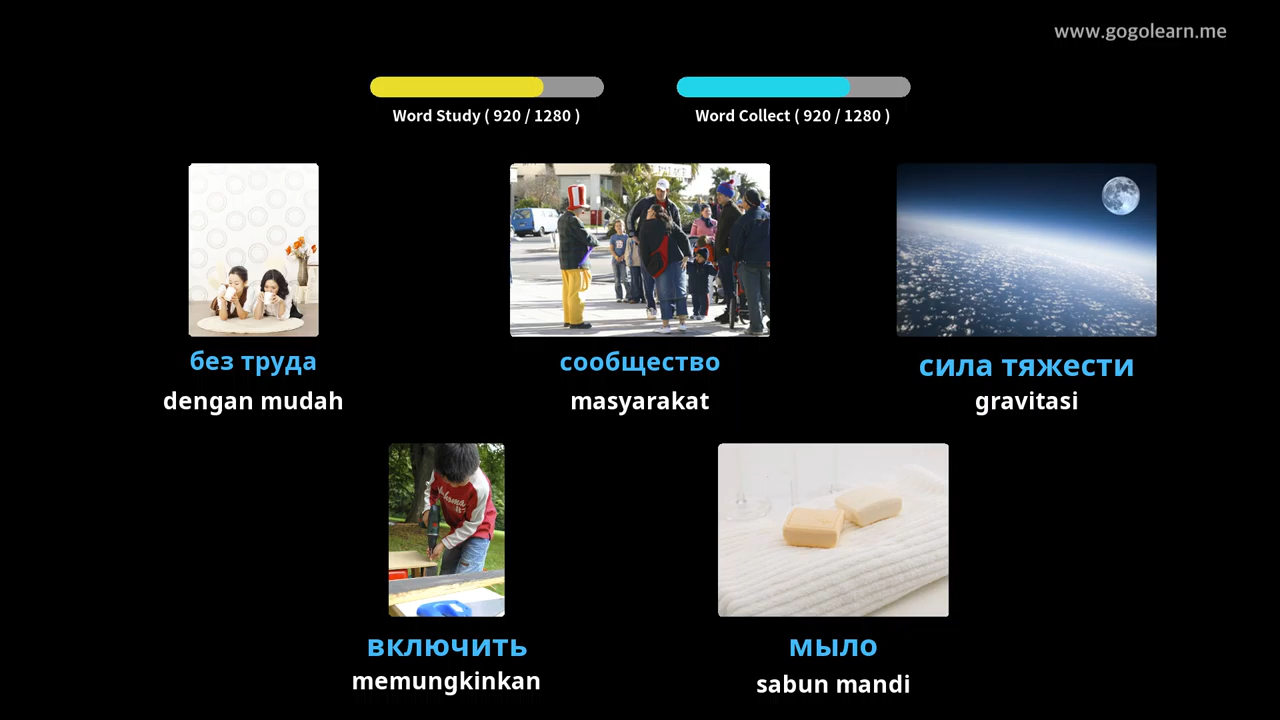 www.gogolearn.me
Word Study ( 920 / 1280 )
Word Collect ( 920 / 1280 )
без труда
dengan mudah
сообщество
masyarakat
сила тяжести
gravitasi
включить
memungkinkan
мыло
sabun mandi